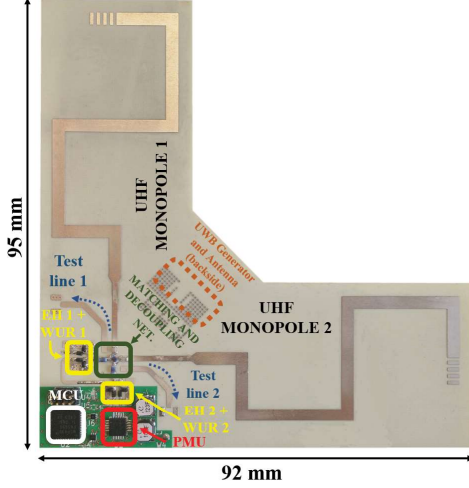 95 mm
UHF
MONOPOLE 1
UWB Generator
and Antenna
(backside)
MATCHING AND
DECOUPLING
NET.
Test
line 1
EH 1 +
WUR 1
UHF
MONOPOLE 2
Test
line 2
MCU
EH 2 +
WUR 2
PMU
92 mm